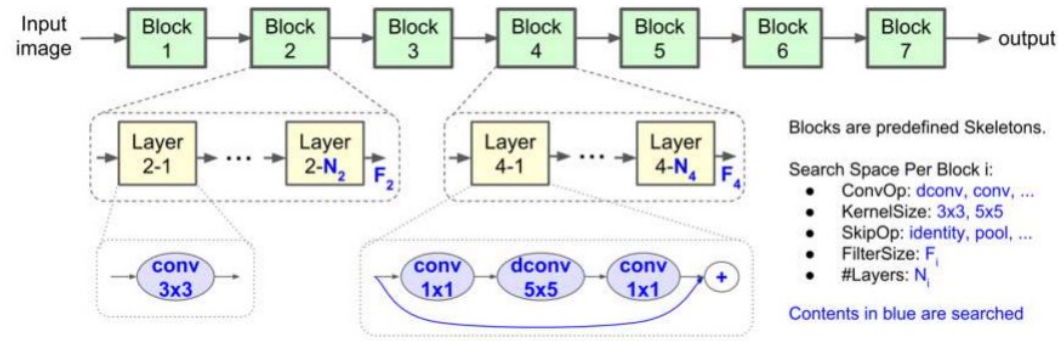 Input image
Block 1
Block 2
Block 3
Block 4
Block 5
Block 6
Block 7
output
Layer 2-1
...
Layer 2-N₂
F₂
Layer 4-1
...
Layer 4-N₄
F₄
conv 3x3
conv 1x1
dconv 5x5
conv 1x1
+
Blocks are predefined Skeletons.
Search Space Per Block i:
● ConvOp: dconv, conv, ...
● KernelSize: 3x3, 5x5
● SkipOp: identity, pool, ...
● FilterSize: Fᵢ
● #Layers: Nᵢ
Contents in blue are searched